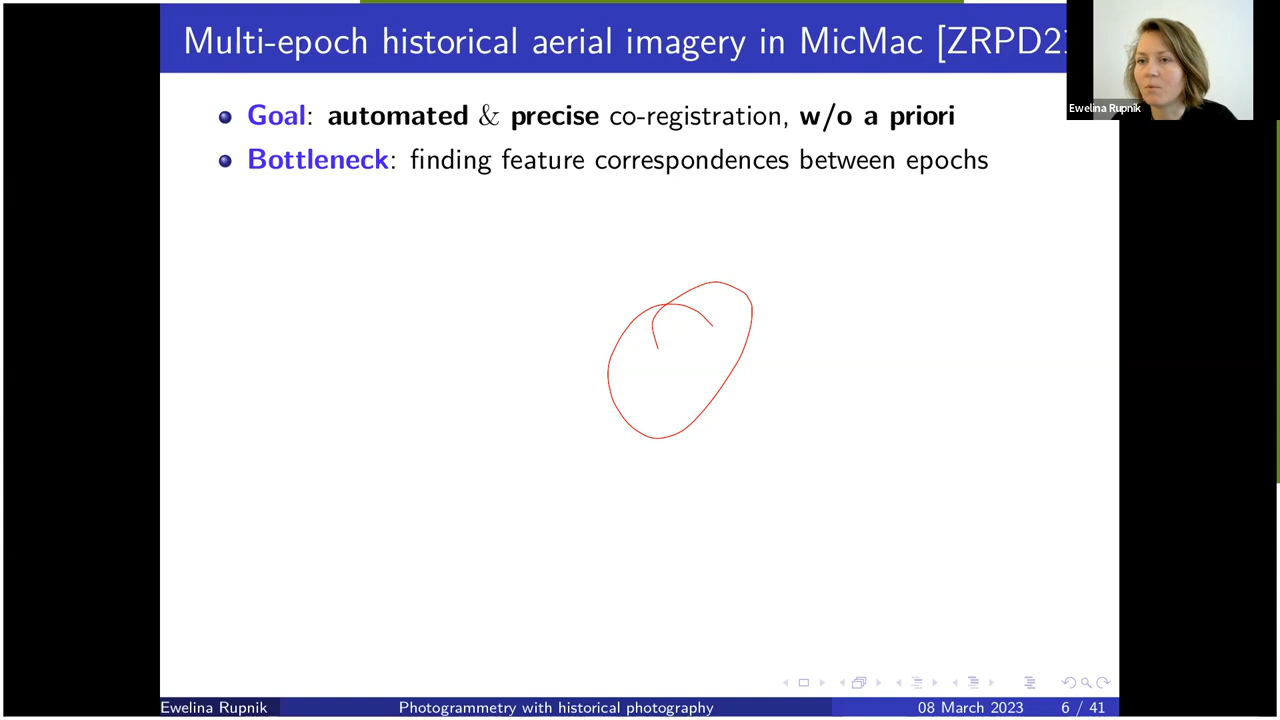 Multi-epoch historical aerial imagery in MicMac [ZRPD21
Ewelina Rupnik
Goal: automated & precise co-registration, w/o a priori
Bottleneck: finding feature correspondences between epochs
Ewelina Rupnik Photogrammetry with historical photography 08 March 2023 6 / 41